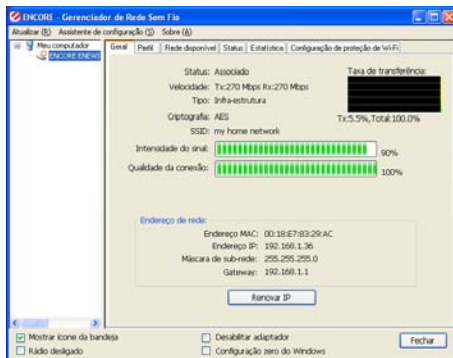 ENCORE - Gerenciador de Rede Sem Fio
Atualizar (R) Assistente de configuração (S) Sobre (A)
Meu computador
ENCORE ENEWI
Geral Perfil Rede disponível Status Estatística Configuração de proteção de Wi-Fi
Status: Associado
Taxa de transferência:
Velocidade: Tx:270 Mbps Rx:270 Mbps
Tipo: Infra-estrutura
Criptografia: AES
Tx:5.5%,Total:100.0%
SSID: my home network
Intensidade do sinal:
90%
Qualidade da conexão:
100%
Endereço de rede:
Endereço MAC: 00:18:E7:83:29:AC
Endereço IP: 192.168.1.36
Máscara de sub-rede: 255.255.255.0
Gateway: 192.168.1.1
Renovar IP
Mostrar ícone da bandeja
Desabilitar adaptador
Fechar
Rádio desligado
Configuração zero do Windows